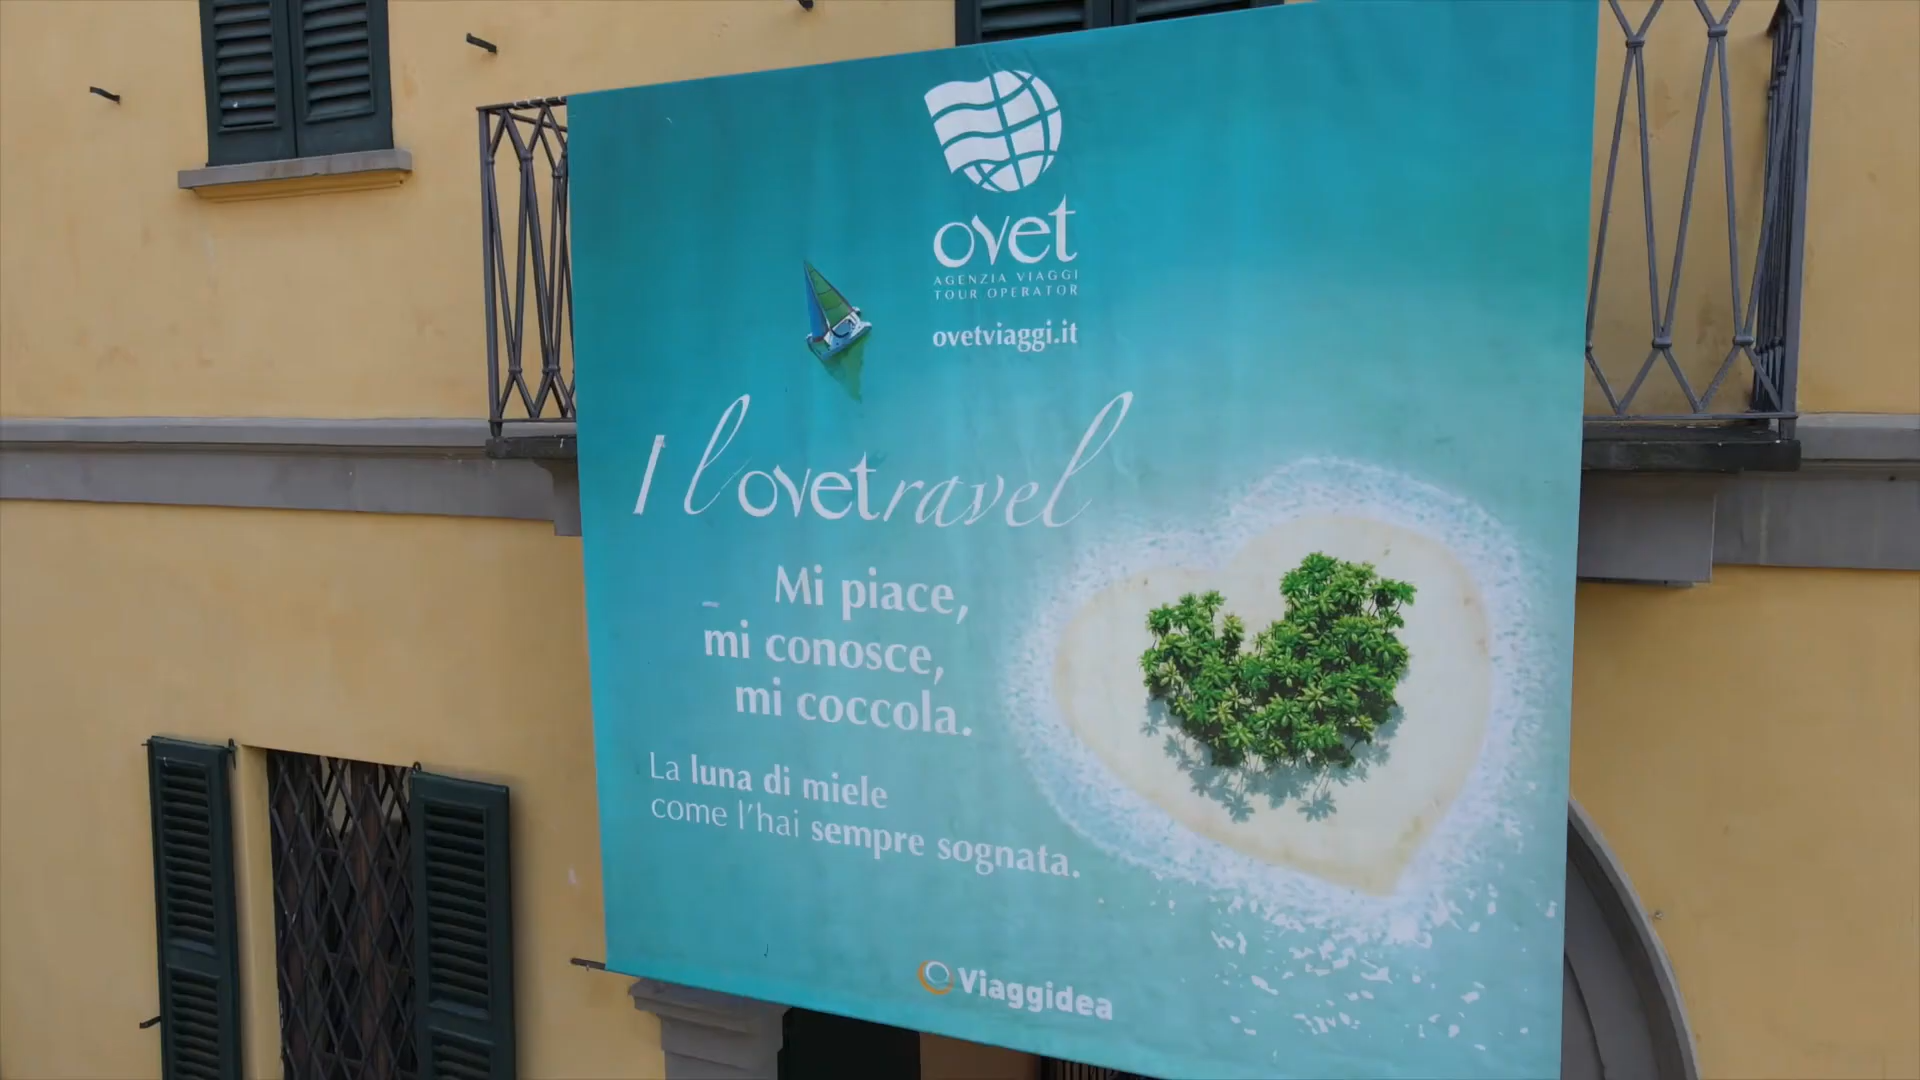 ovet
AGENZIA VIAGGI
TOUR OPERATOR
ovetviaggi.it
I lovetravel
Mi piace,
mi conosce,
mi coccola.
La luna di miele
come l'hai sempre sognata.
Viaggidea